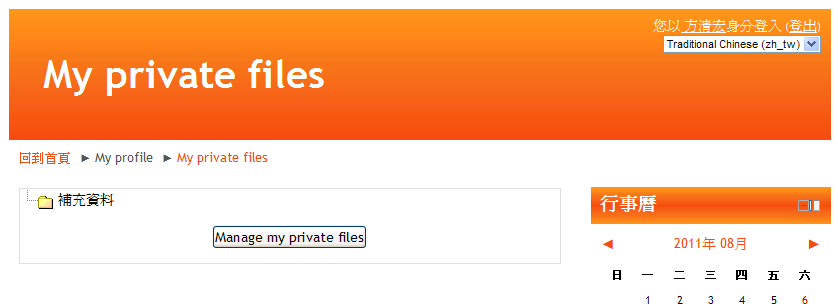 您以 方清宏身分登入 (登出)
Traditional Chinese (zh_tw)
My private files
回到首頁 ► My profile ► My private files
補充資料
Manage my private files
行事曆
◄ 2011年 08月 ►
日 一 二 三 四 五 六
1 2 3 4 5 6